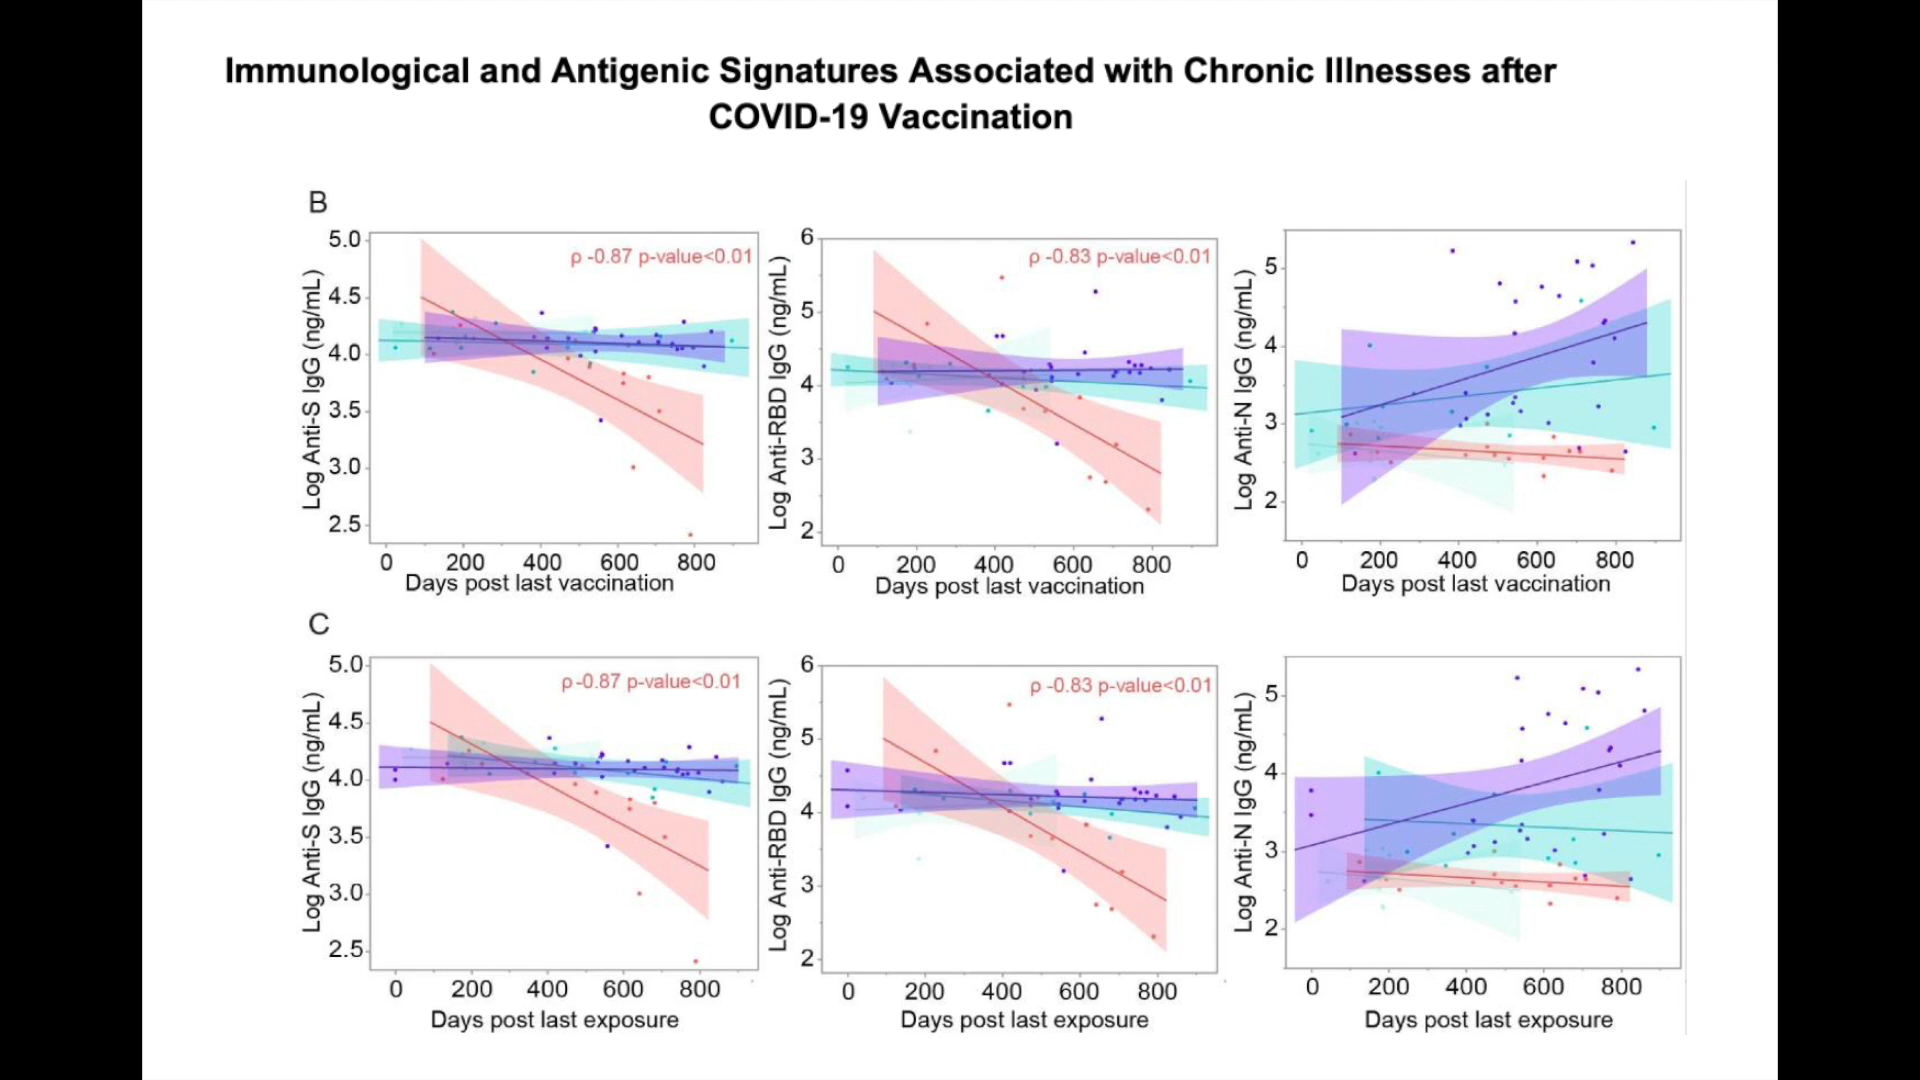 Immunological and Antigenic Signatures Associated with Chronic Illnesses after
COVID-19 Vaccination
B
Log Anti-S IgG (ng/mL)
5.0
4.5
4.0
3.5
3.0
2.5
ρ -0.87 p-value<0.01
0 200 400 600 800
Days post last vaccination
Log Anti-RBD IgG (ng/mL)
6
5
4
3
2
ρ -0.83 p-value<0.01
0 200 400 600 800
Days post last vaccination
Log Anti-N IgG (ng/mL)
5
4
3
2
0 200 400 600 800
Days post last vaccination
C
Log Anti-S IgG (ng/mL)
5.0
4.5
4.0
3.5
3.0
2.5
ρ -0.87 p-value<0.01
0 200 400 600 800
Days post last exposure
Log Anti-RBD IgG (ng/mL)
6
5
4
3
2
ρ -0.83 p-value<0.01
0 200 400 600 800
Days post last exposure
Log Anti-N IgG (ng/mL)
5
4
3
2
0 200 400 600 800
Days post last exposure